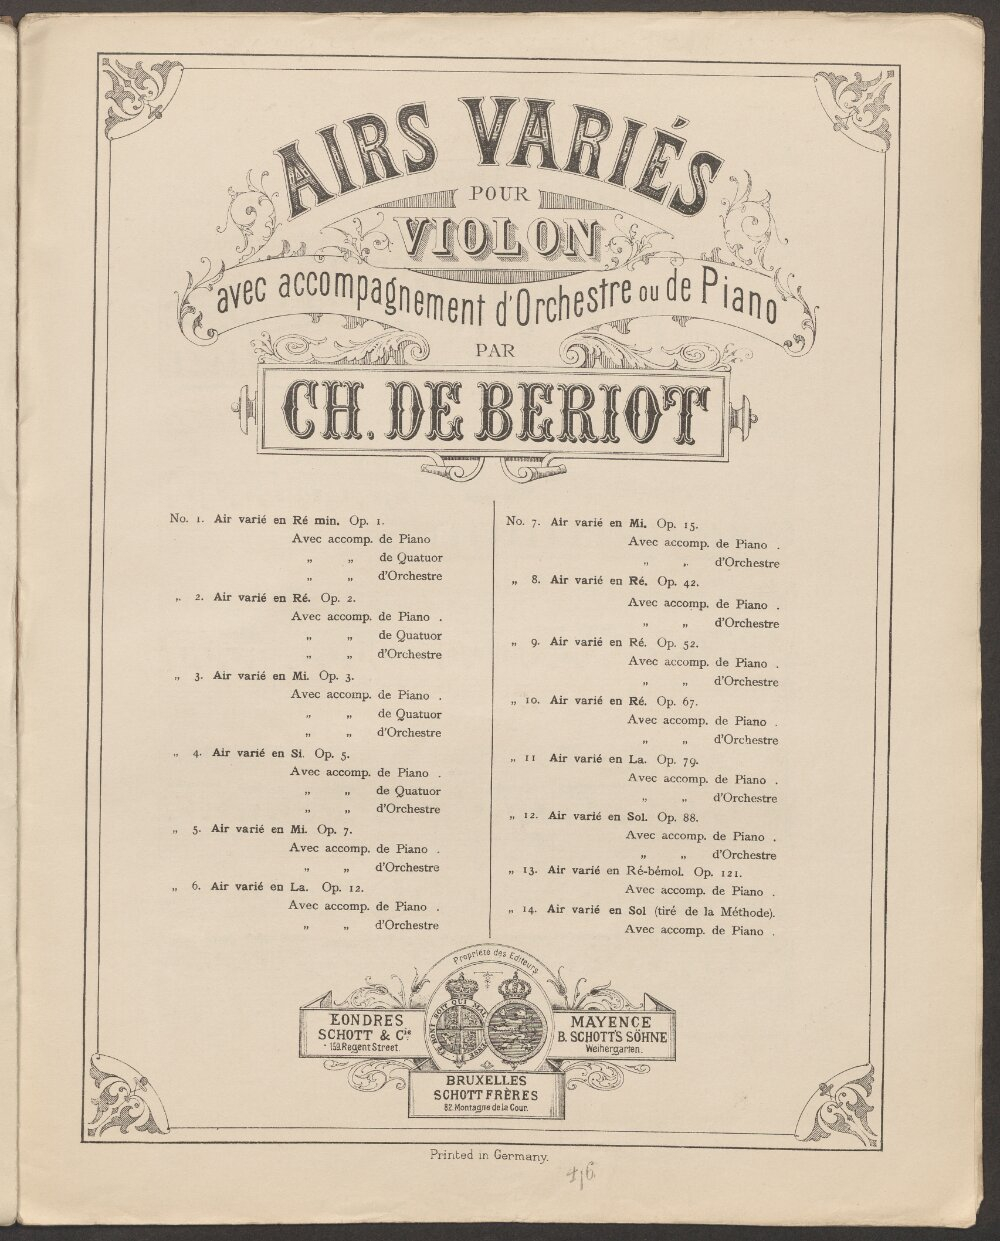 AIRS VARIÉS
POUR
VIOLON
avec accompagnement d'Orchestre ou de Piano
PAR
CH. DE BERIOT
No. 1. Air varié en Ré min. Op. 1.
Avec accomp. de Piano
„ „ de Quatuor
„ „ d'Orchestre
„ 2. Air varié en Ré. Op. 2.
Avec accomp. de Piano .
„ „ de Quatuor
„ „ d'Orchestre
„ 3. Air varié en Mi. Op. 3.
Avec accomp. de Piano .
„ „ de Quatuor
„ „ d'Orchestre
„ 4. Air varié en Si. Op. 5.
Avec accomp. de Piano .
„ „ de Quatuor
„ „ d'Orchestre
„ 5. Air varié en Mi. Op. 7.
Avec accomp. de Piano .
„ „ d'Orchestre
„ 6. Air varié en La. Op. 12.
Avec accomp. de Piano .
„ „ d'Orchestre
No. 7. Air varié en Mi. Op. 15.
Avec accomp. de Piano .
„ „ d'Orchestre
„ 8. Air varié en Ré. Op. 42.
Avec accomp. de Piano .
„ „ d'Orchestre
„ 9. Air varié en Ré. Op. 52.
Avec accomp. de Piano .
„ „ d'Orchestre
„ 10. Air varié en Ré. Op. 67.
Avec accomp. de Piano .
„ „ d'Orchestre
„ 11 Air varié en La. Op. 79.
Avec accomp. de Piano .
„ „ d'Orchestre
„ 12. Air varié en Sol. Op. 88.
Avec accomp. de Piano .
„ „ d'Orchestre
„ 13. Air varié en Ré-bémol. Op. 121.
Avec accomp. de Piano .
„ 14. Air varié en Sol (tiré de la Méthode).
Avec accomp. de Piano .
Propriété des Editeurs
HONI SOIT QUI MAL
LONDRES
SCHOTT & Cie.
159. Regent Street.
MAYENCE
B. SCHOTT'S SÖHNE
Weihergarten.
BRUXELLES
SCHOTT FRÈRES
82. Montagne de la Cour.
Printed in Germany.